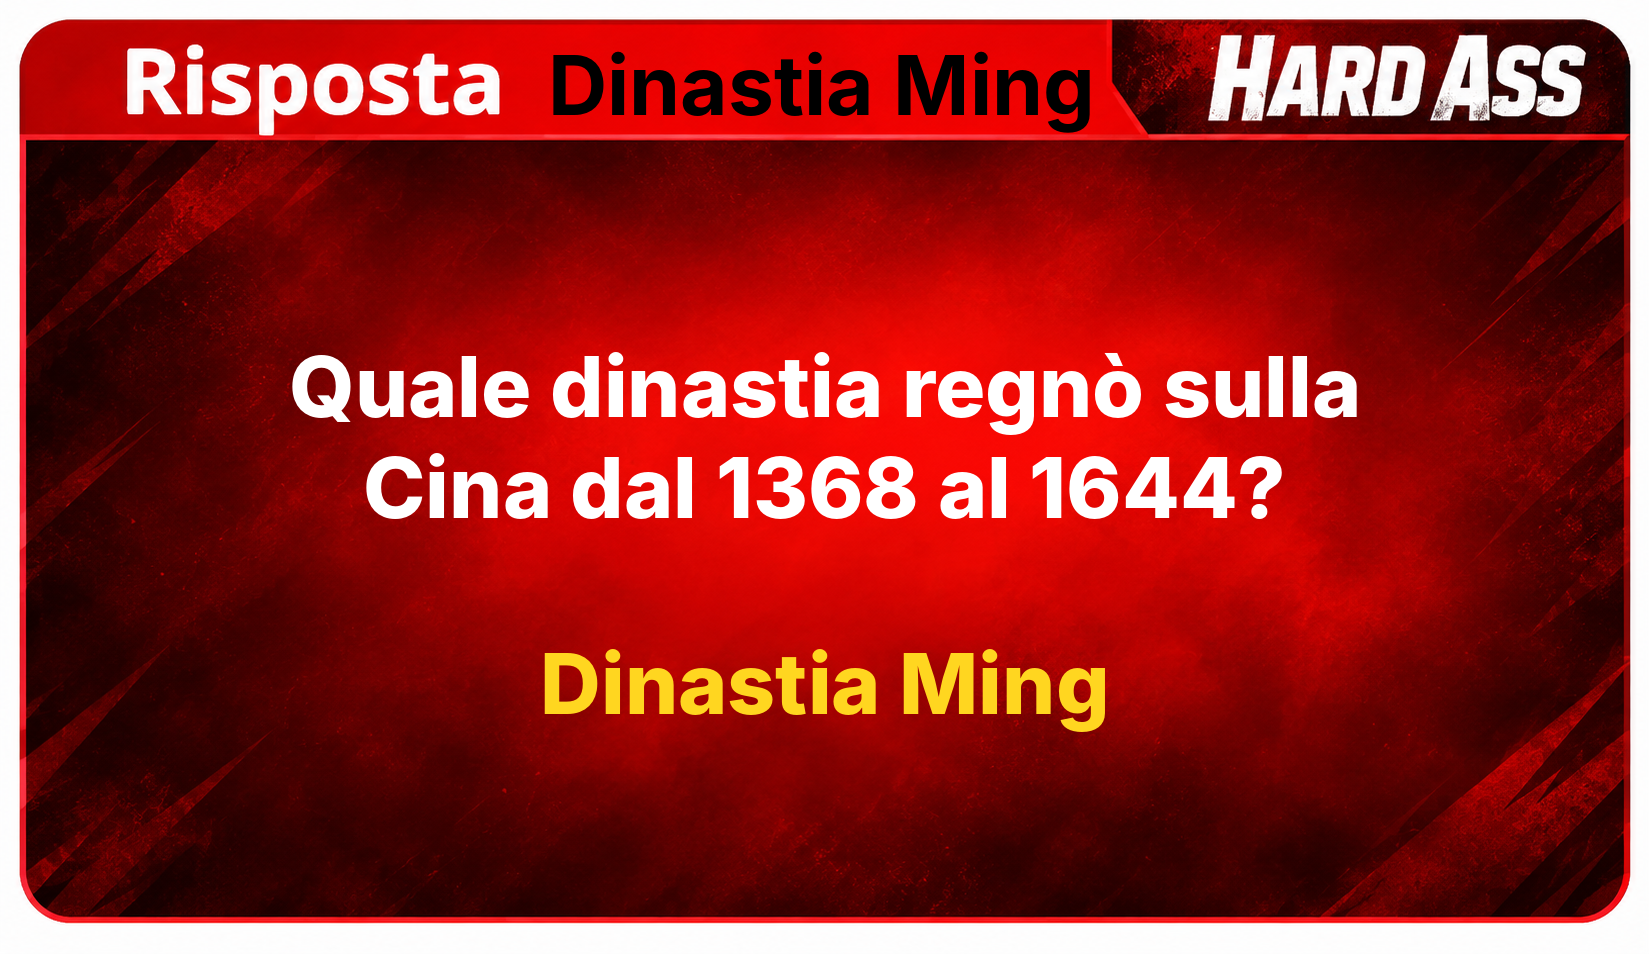 Risposta Dinastia Ming HARD ASS
Quale dinastia regnò sulla
Cina dal 1368 al 1644?
Dinastia Ming